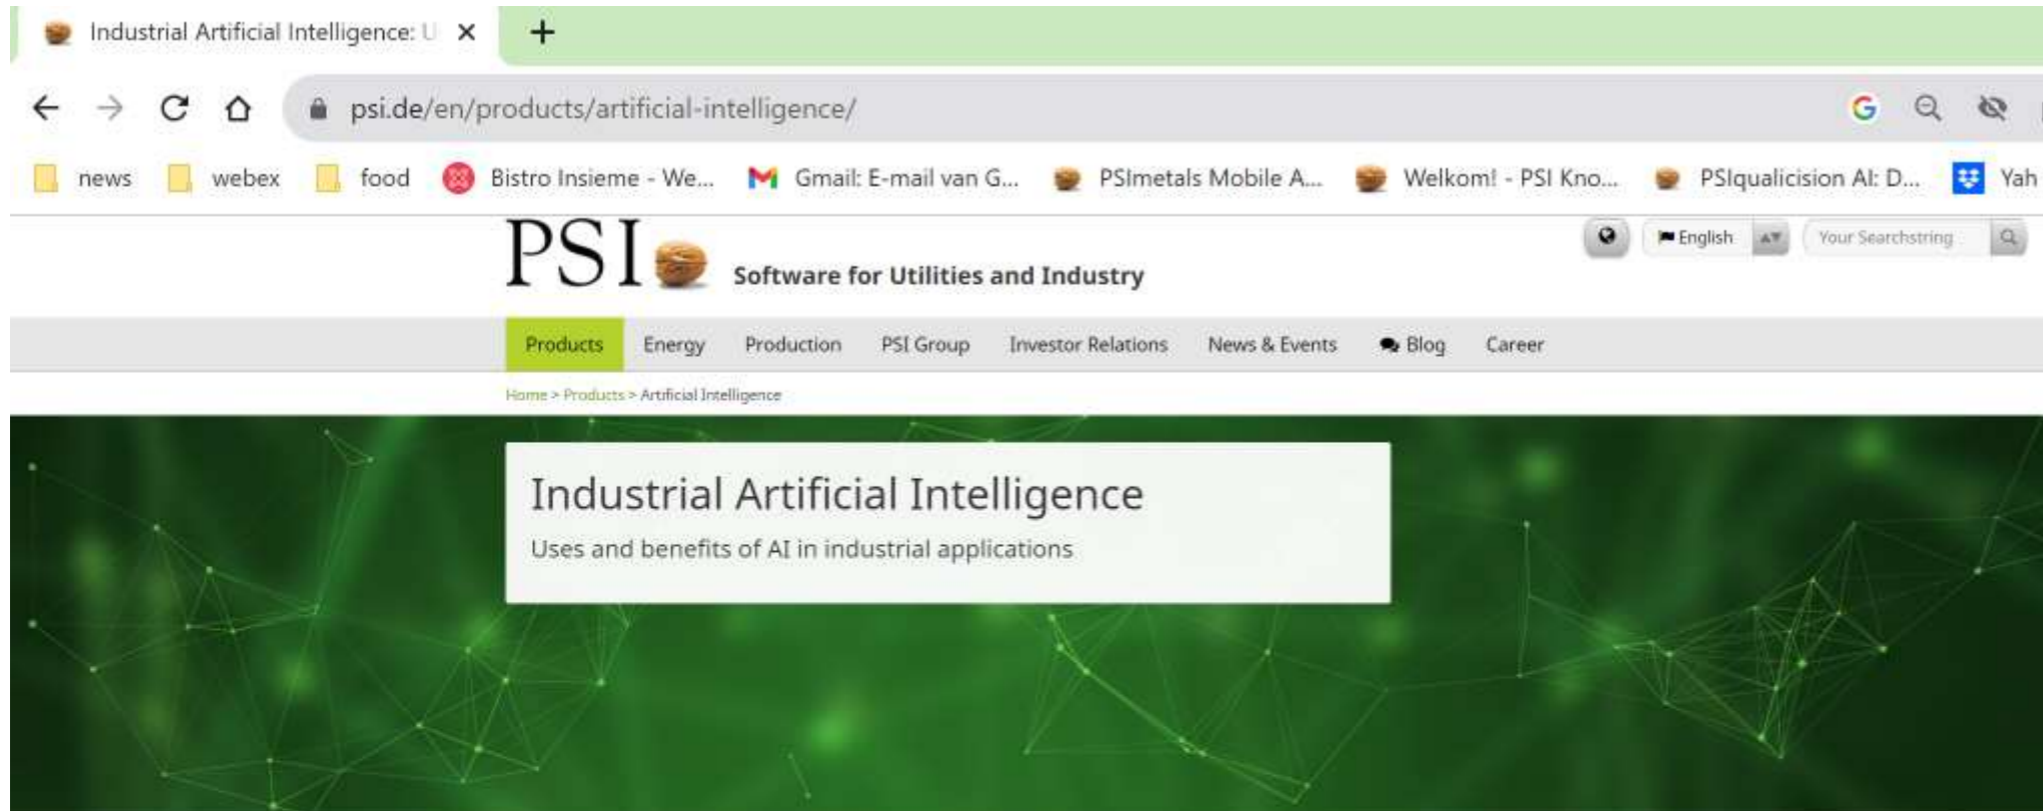 Industrial Artificial Intelligence: U
psi.de/en/products/artificial-intelligence/
news webex food Bistro Insieme - We... Gmail: E-mail van G... PSImetals Mobile A... Welkom! - PSI Kno... PSIqualicision AI: D... Yah
PSI Software for Utilities and Industry
English Your Searchstring
Products Energy Production PSI Group Investor Relations News & Events Blog Career
Home > Products > Artificial Intelligence
Industrial Artificial Intelligence
Uses and benefits of AI in industrial applications